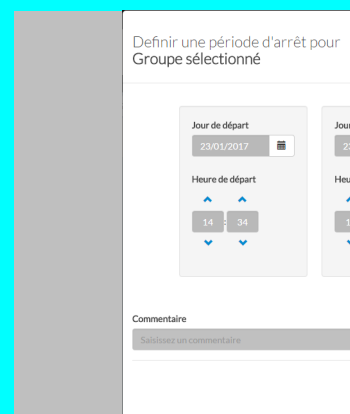 Definir une période d'arrêt pour
Groupe sélectionné
Jour de départ
23/01/2017
Heure de départ
14 : 34
Commentaire
Saisissez un commentaire